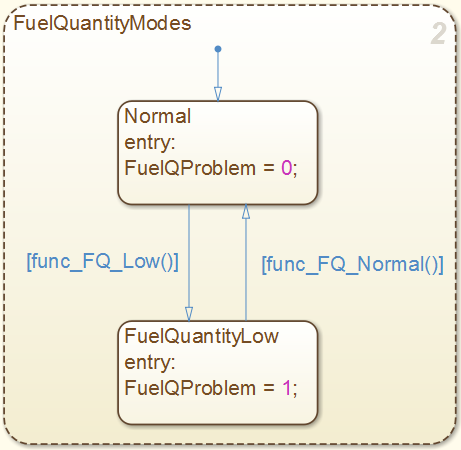 FuelQuantityModes
2
Normal
entry:
FuelQProblem = 0;
[func_FQ_Low()]
[func_FQ_Normal()]
FuelQuantityLow
entry:
FuelQProblem = 1;